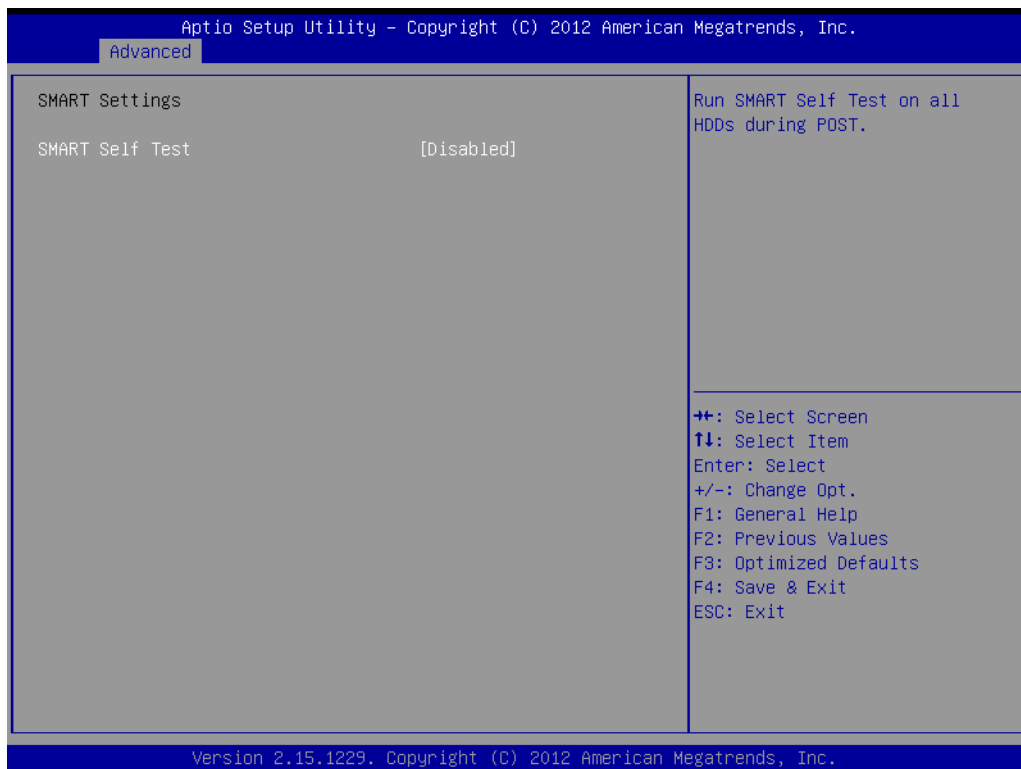 Aptio Setup Utility – Copyright (C) 2012 American Megatrends, Inc.
Advanced
SMART Settings
SMART Self Test [Disabled]
Run SMART Self Test on all
HDDs during POST.
→←: Select Screen
↑↓: Select Item
Enter: Select
+/-: Change Opt.
F1: General Help
F2: Previous Values
F3: Optimized Defaults
F4: Save & Exit
ESC: Exit
Version 2.15.1229. Copyright (C) 2012 American Megatrends, Inc.